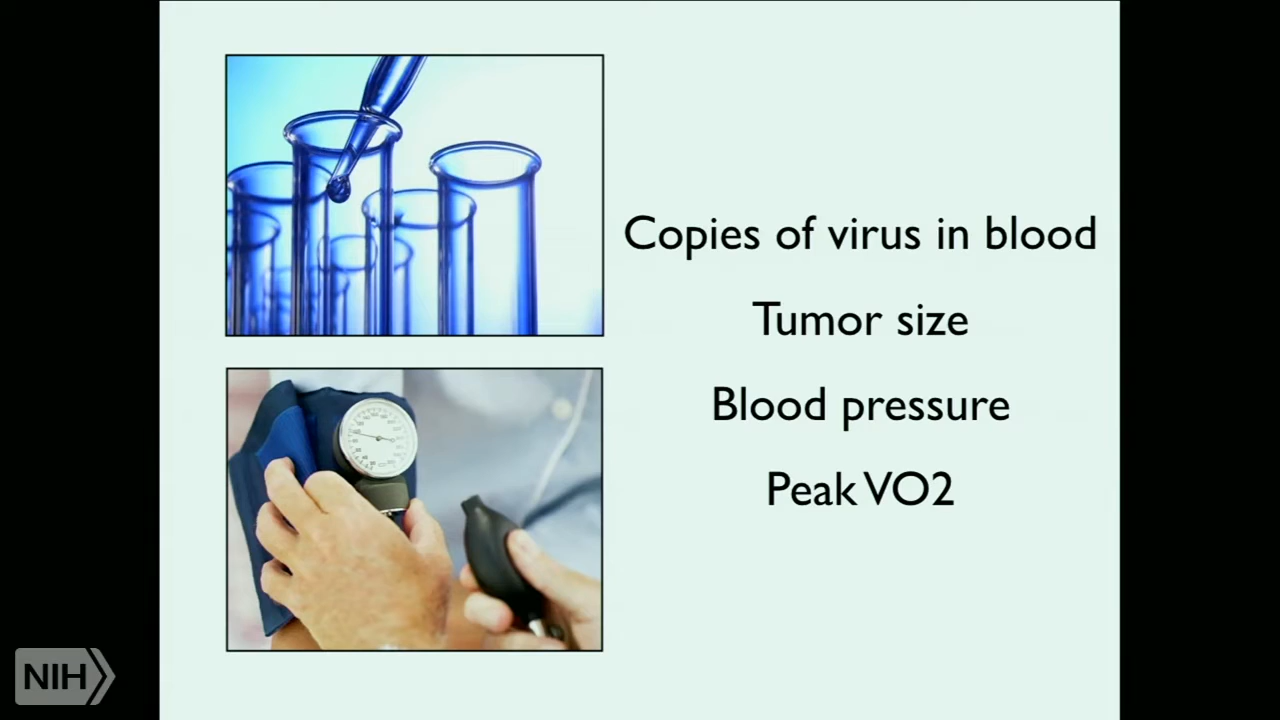 Copies of virus in blood
Tumor size
Blood pressure
Peak VO2
NIH